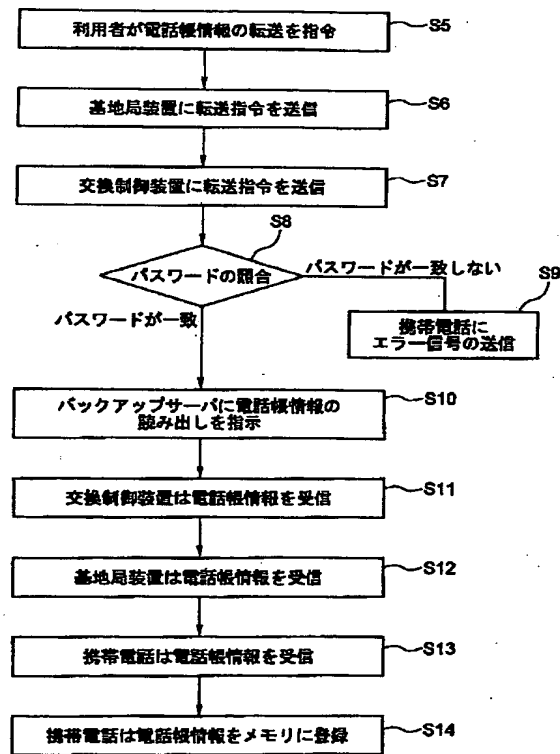 利用者が電話帳情報の転送を指令
S5
基地局装置に転送指令を送信
S6
交換制御装置に転送指令を送信
S7
S8
パスワードの照合
パスワードが一致しない
S9
パスワードが一致
携帯電話に
エラー信号の送信
バックアップサーバに電話帳情報の
読み出しを指示
S10
交換制御装置は電話帳情報を受信
S11
基地局装置は電話帳情報を受信
S12
携帯電話は電話帳情報を受信
S13
携帯電話は電話帳情報をメモリに登録
S14